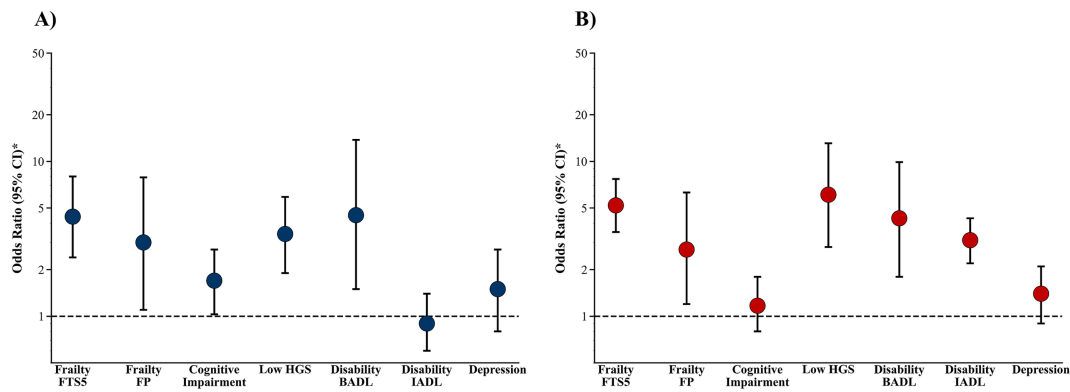 A)
Odds Ratio (95% CI)*
50
20
10
5
2
1
Frailty
FTS5
Frailty
FP
Cognitive
Impairment
Low HGS
Disability
BADL
Disability
IADL
Depression
B)
Odds Ratio (95% CI)*
50
20
10
5
2
1
Frailty
FTS5
Frailty
FP
Cognitive
Impairment
Low HGS
Disability
BADL
Disability
IADL
Depression